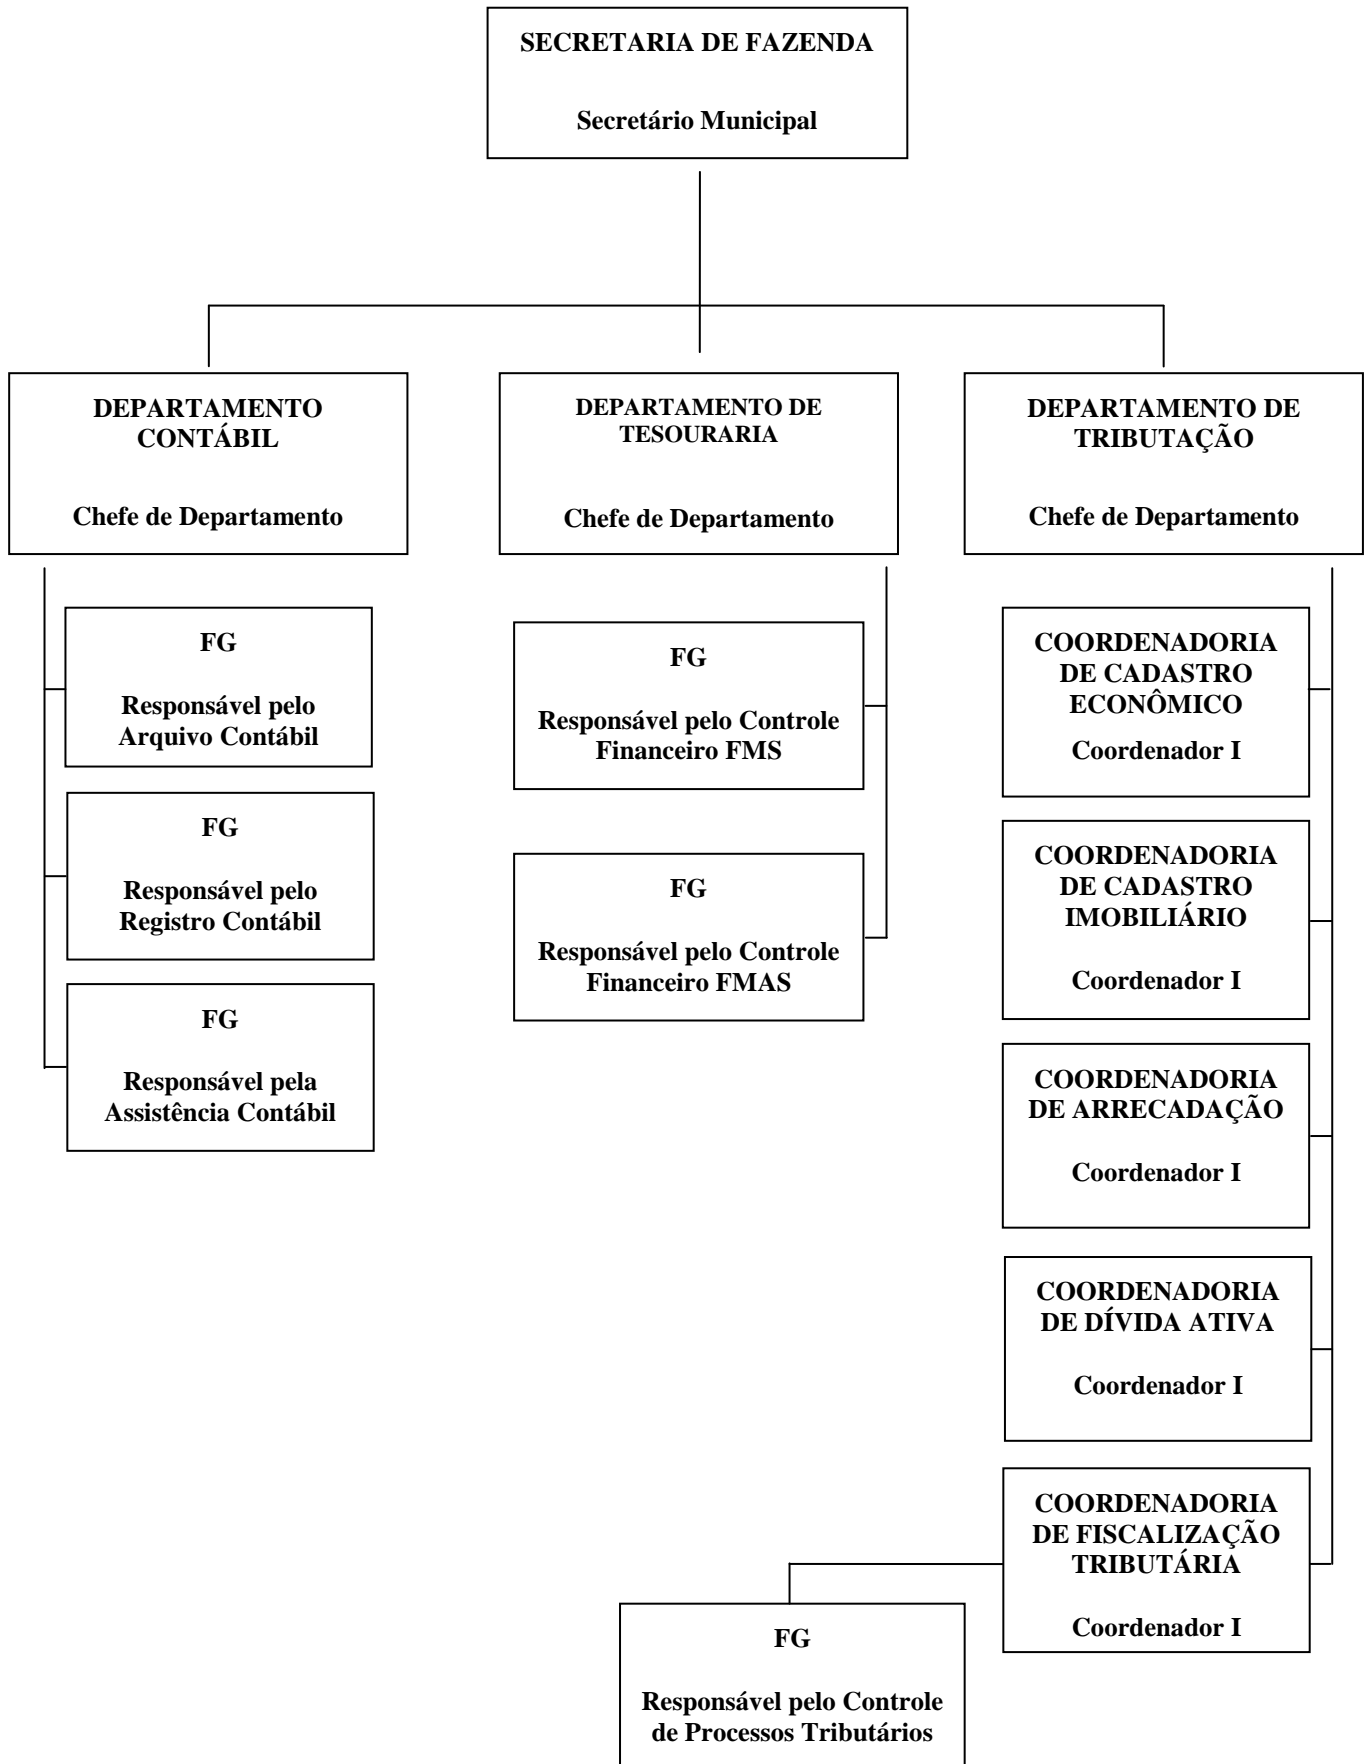 SECRETARIA DE FAZENDA
Secretário Municipal
DEPARTAMENTO
CONTÁBIL
Chefe de Departamento
DEPARTAMENTO DE
TESOURARIA
Chefe de Departamento
DEPARTAMENTO DE
TRIBUTAÇÃO
Chefe de Departamento
FG
Responsável pelo
Arquivo Contábil
FG
Responsável pelo
Registro Contábil
FG
Responsável pela
Assistência Contábil
FG
Responsável pelo Controle
Financeiro FMS
FG
Responsável pelo Controle
Financeiro FMAS
COORDENADORIA
DE CADASTRO
ECONÔMICO
Coordenador I
COORDENADORIA
DE CADASTRO
IMOBILIÁRIO
Coordenador I
COORDENADORIA
DE ARRECADAÇÃO
Coordenador I
COORDENADORIA
DE DÍVIDA ATIVA
Coordenador I
COORDENADORIA
DE FISCALIZAÇÃO
TRIBUTÁRIA
Coordenador I
FG
Responsável pelo Controle
de Processos Tributários